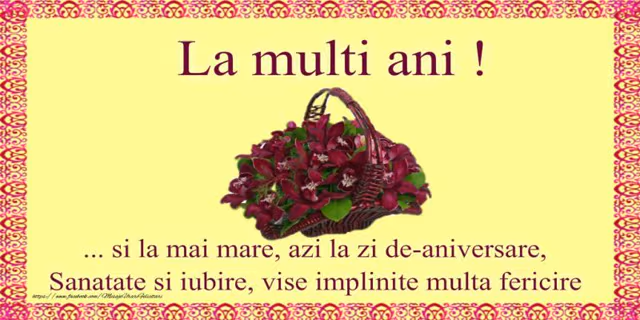 La multi ani !
... si la mai mare, azi la zi de-aniversare,
Sanatate si iubire, vise implinite multa fericire